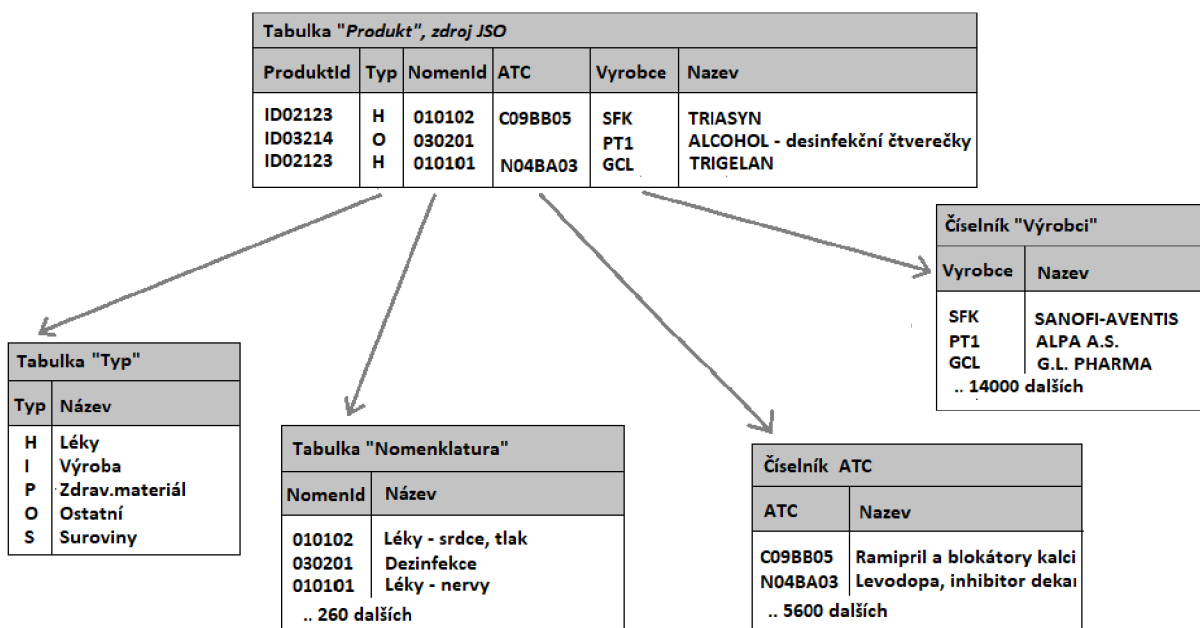 Tabulka "Produkt", zdroj JSO
ProduktId Typ NomenId ATC Vyrobce Nazev
ID02123 H 010102 C09BB05 SFK TRIASYN
ID03214 O 030201 PT1 ALCOHOL - desinfekční čtverečky
ID02123 H 010101 N04BA03 GCL TRIGELAN
Číselník "Výrobci"
Vyrobce Nazev
SFK SANOFI-AVENTIS
PT1 ALPA A.S.
GCL G.L. PHARMA
.. 14000 dalších
Tabulka "Typ"
Typ Název
H Léky
I Výroba
P Zdrav.materiál
O Ostatní
S Suroviny
Tabulka "Nomenklatura"
NomenId Název
010102 Léky - srdce, tlak
030201 Dezinfekce
010101 Léky - nervy
.. 260 dalších
Číselník ATC
ATC Nazev
C09BB05 Ramipril a blokátory kalci
N04BA03 Levodopa, inhibitor dekar
.. 5600 dalších